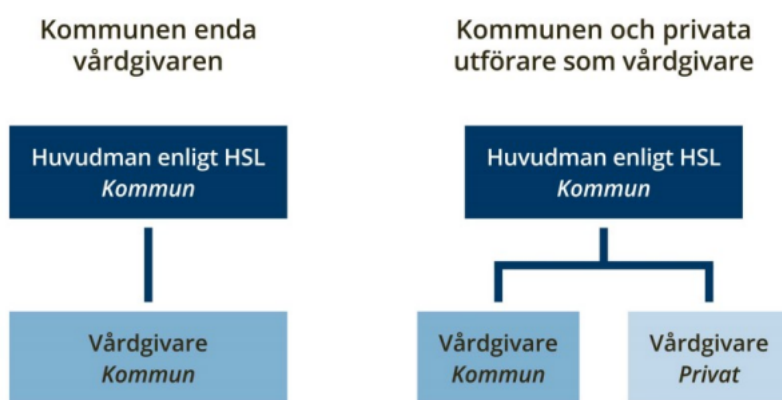 Kommunen enda
vårdgivaren
Huvudman enligt HSL
Kommun
Vårdgivare
Kommun
Kommunen och privata
utförare som vårdgivare
Huvudman enligt HSL
Kommun
Vårdgivare
Kommun
Vårdgivare
Privat